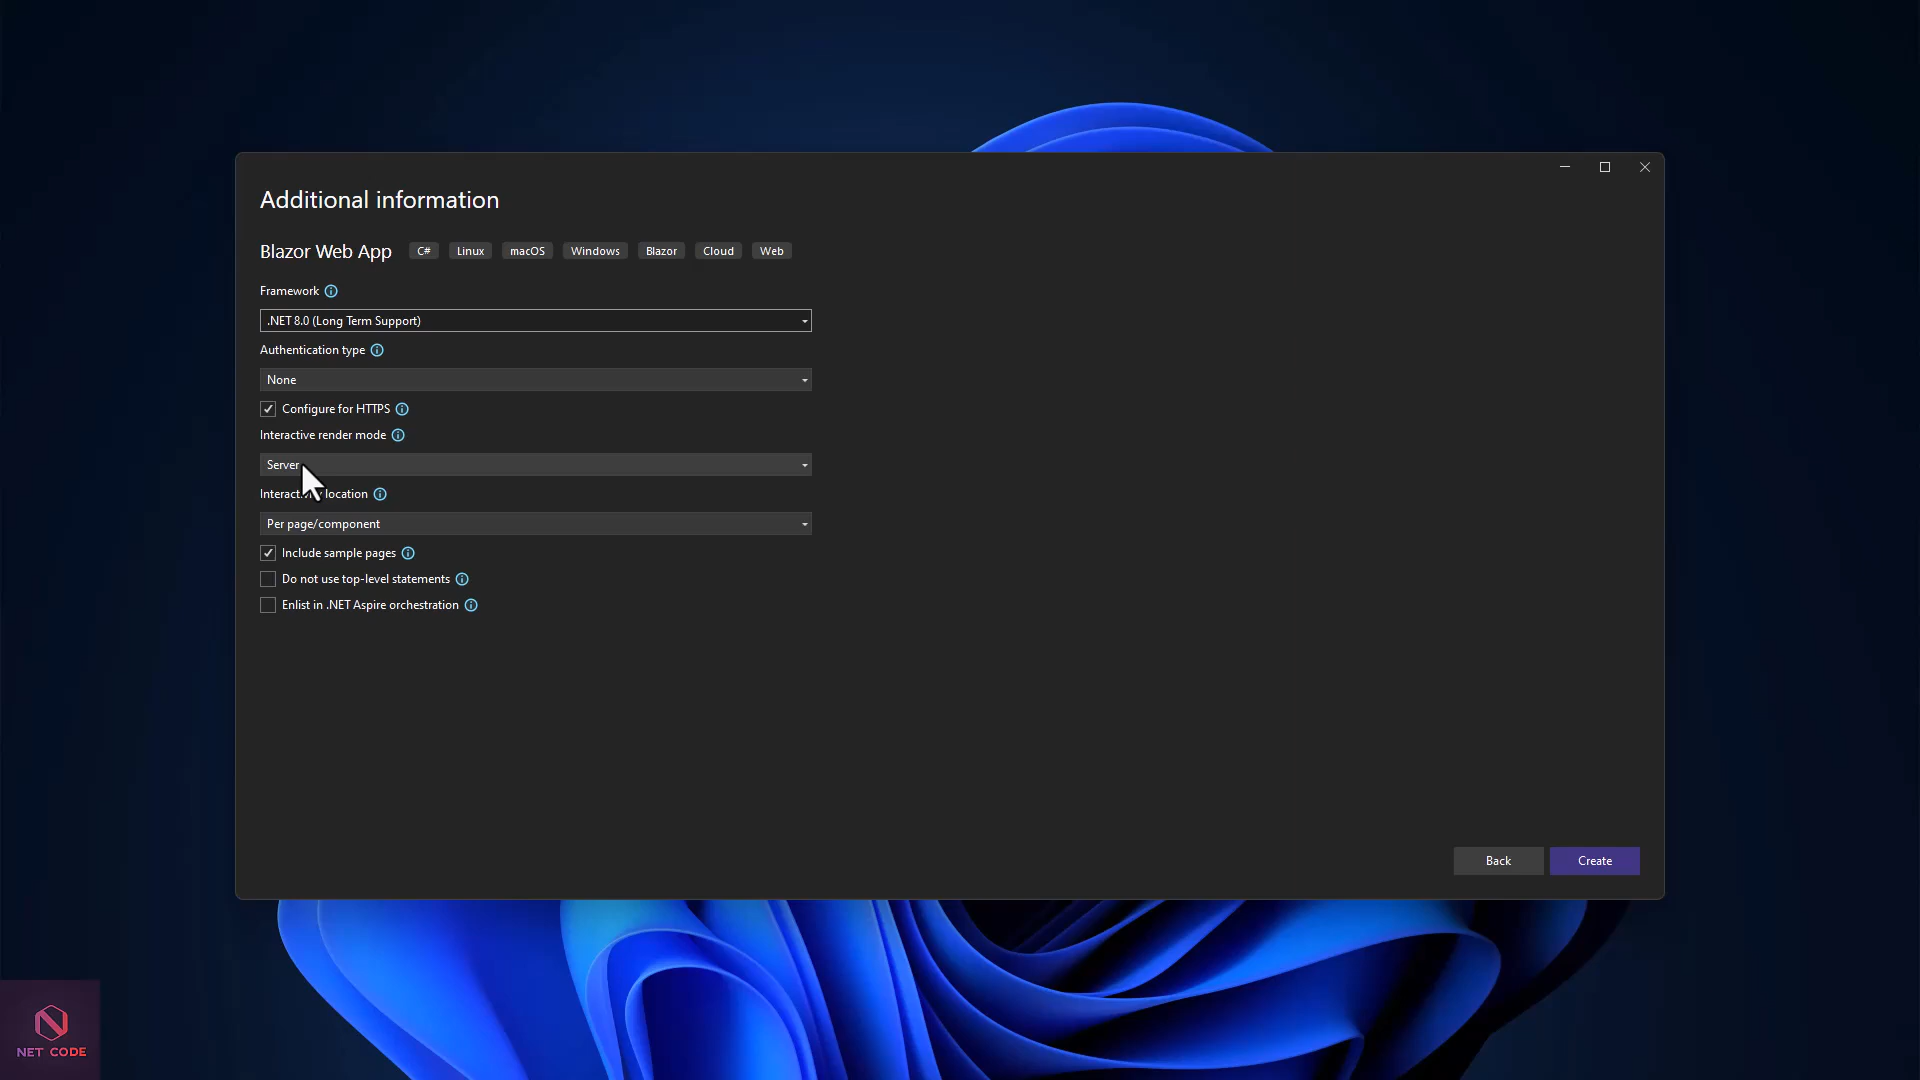 Additional information
Blazor Web App C# Linux macOS Windows Blazor Cloud Web
Framework
.NET 8.0 (Long Term Support)
Authentication type
None
Configure for HTTPS
Interactive render mode
Server
location
Per page/component
Include sample pages
Do not use top-level statements
Enlist in .NET Aspire orchestration
Back Create
NET CODE